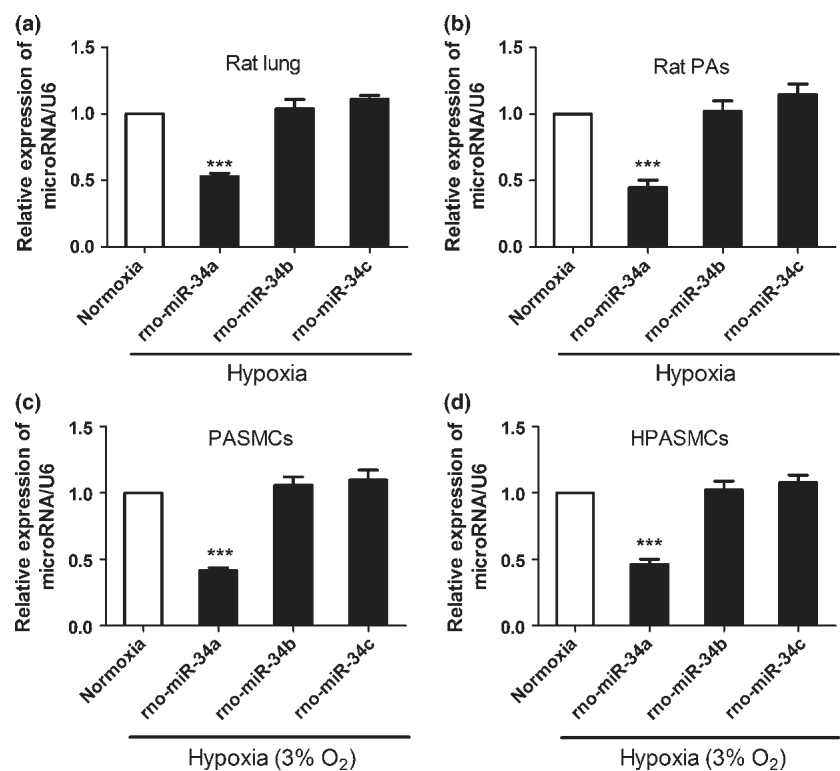 (a)
Rat lung
Relative expression of
microRNA/U6
1.5
1.0
0.5
0.0
***
Normoxia
rno-miR-34a
rno-miR-34b
rno-miR-34c
Hypoxia
(b)
Rat PAs
Relative expression of
microRNA/U6
1.5
1.0
0.5
0.0
***
Normoxia
rno-miR-34a
rno-miR-34b
rno-miR-34c
Hypoxia
(c)
PASMCs
Relative expression of
microRNA/U6
1.5
1.0
0.5
0.0
***
Normoxia
rno-miR-34a
rno-miR-34b
rno-miR-34c
Hypoxia (3% O₂)
(d)
HPASMCs
Relative expression of
microRNA/U6
1.5
1.0
0.5
0.0
***
Normoxia
rno-miR-34a
rno-miR-34b
rno-miR-34c
Hypoxia (3% O₂)